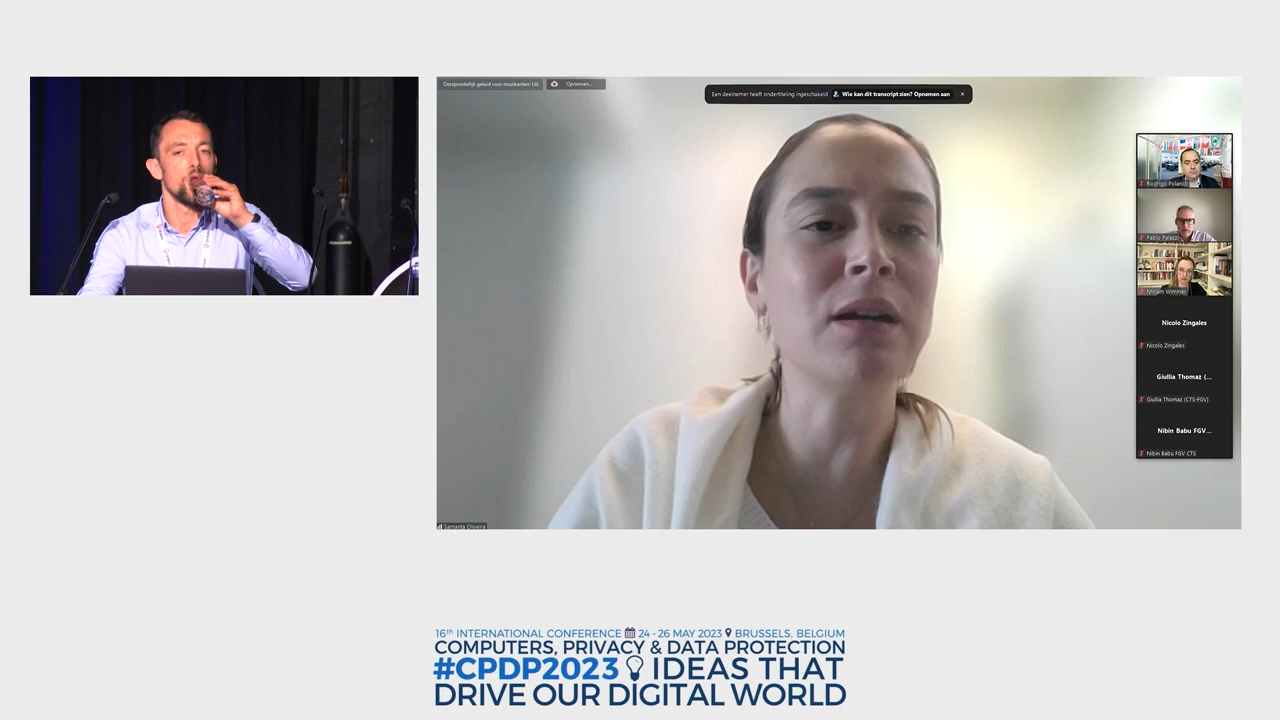 Oorspronkelijk geluid voor muzikanten: Uit
Opnemen...
Een deelnemer heeft ondertiteling ingeschakeld
Wie kan dit transcript zien? Opnemen aan
Rodrigo Polanco
Pablo Palazzi
Miriam Wimmer
Nicolo Zingales
Nicolo Zingales
Giullia Thomaz (...
Giullia Thomaz (CTS-FGV)
Nibin Babu FGV...
Nibin Babu FGV CTS
Samanta Oliveira
16th INTERNATIONAL CONFERENCE 24 - 26 MAY 2023 BRUSSELS, BELGIUM
COMPUTERS, PRIVACY & DATA PROTECTION
#CPDP2023 IDEAS THAT
DRIVE OUR DIGITAL WORLD